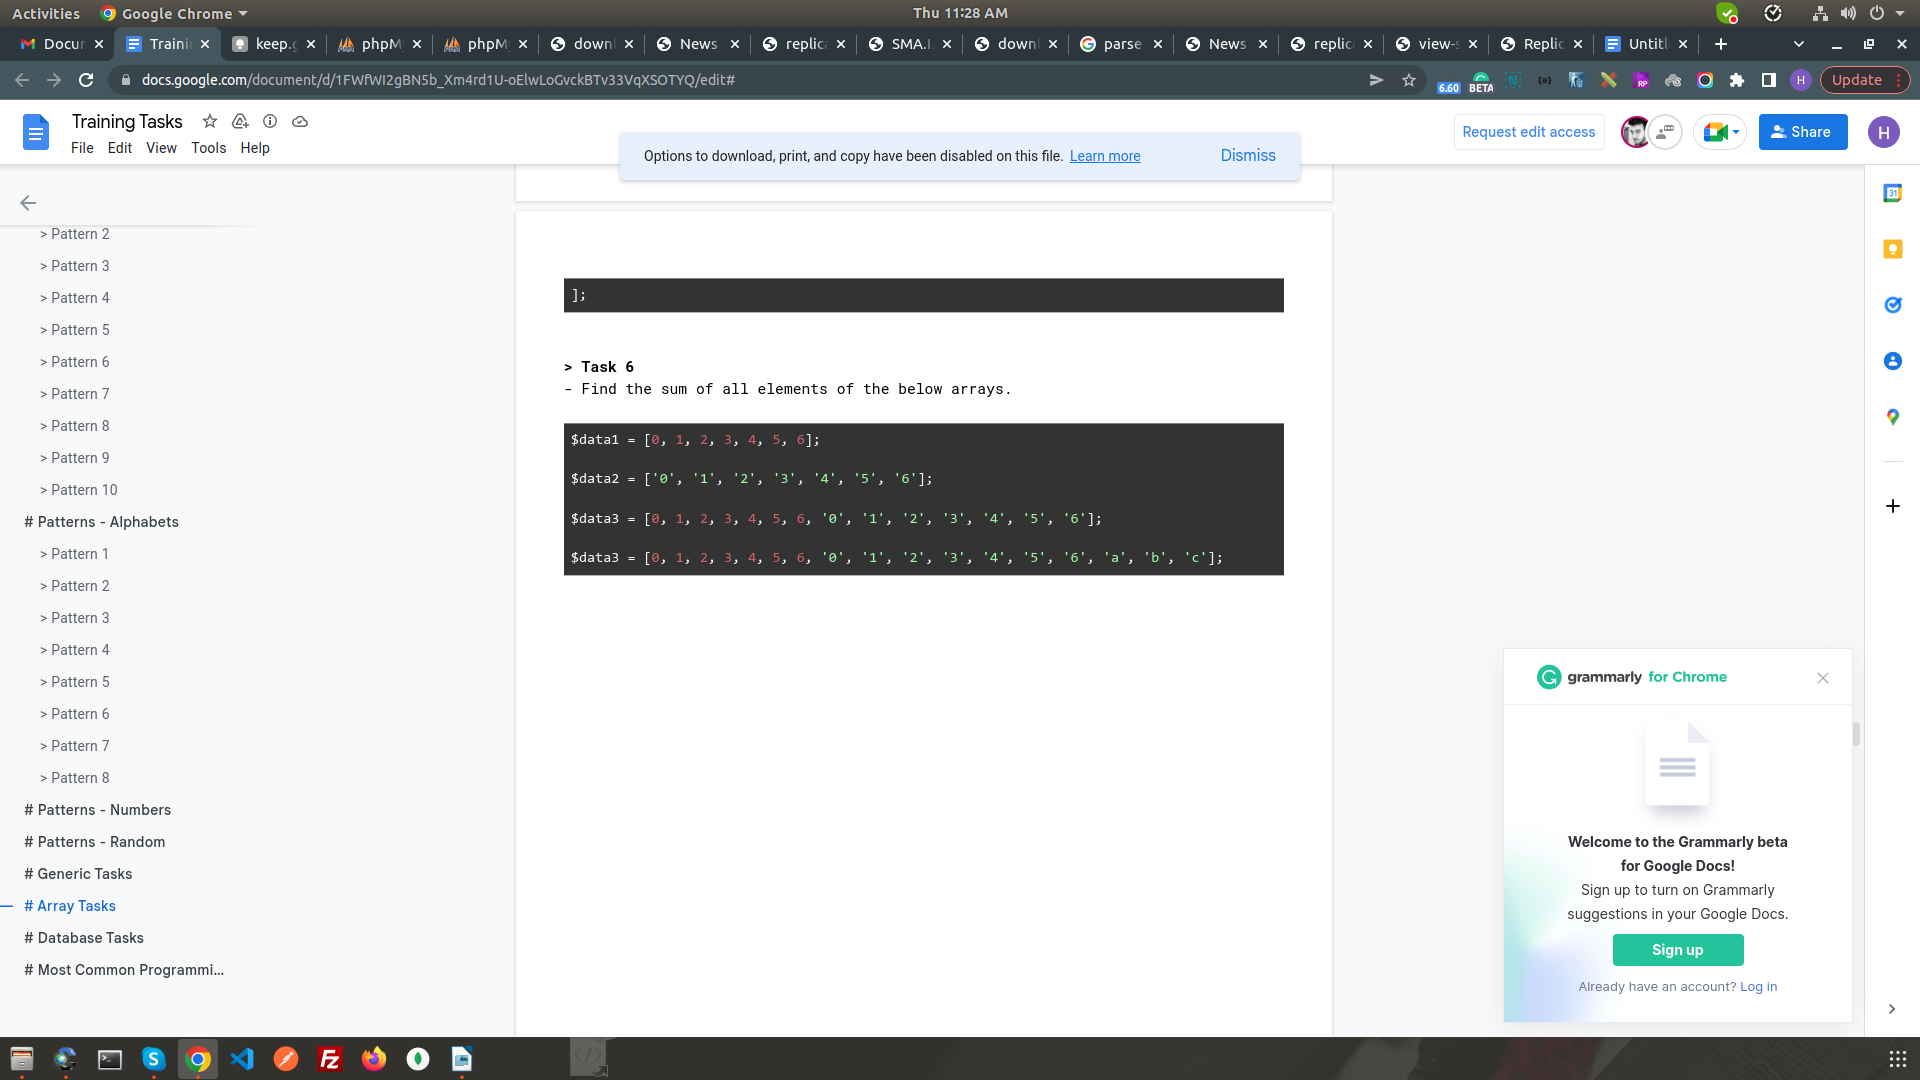 Activities
Google Chrome
Thu 11:28 AM
Docur
Traini
keep.g
phpMy
phpMy
downl
News
replica
SMA.I
downl
parse
News
replica
view-s
Replic
Untitl
docs.google.com/document/d/1FWfWI2gBN5b_Xm4rd1U-oElwLoGvckBTv33VqXSOTYQ/edit#
6.60
BETA
RP
H
Update
Training Tasks
File Edit View Tools Help
Options to download, print, and copy have been disabled on this file. Learn more
Dismiss
Request edit access
Share
H
> Pattern 2
> Pattern 3
> Pattern 4
> Pattern 5
> Pattern 6
> Pattern 7
> Pattern 8
> Pattern 9
> Pattern 10
# Patterns - Alphabets
> Pattern 1
> Pattern 2
> Pattern 3
> Pattern 4
> Pattern 5
> Pattern 6
> Pattern 7
> Pattern 8
# Patterns - Numbers
# Patterns - Random
# Generic Tasks
# Array Tasks
# Database Tasks
# Most Common Programmi...
];
> Task 6
- Find the sum of all elements of the below arrays.
$data1 = [0, 1, 2, 3, 4, 5, 6];
$data2 = ['0', '1', '2', '3', '4', '5', '6'];
$data3 = [0, 1, 2, 3, 4, 5, 6, '0', '1', '2', '3', '4', '5', '6'];
$data3 = [0, 1, 2, 3, 4, 5, 6, '0', '1', '2', '3', '4', '5', '6', 'a', 'b', 'c'];
31
grammarly for Chrome
Welcome to the Grammarly beta
for Google Docs!
Sign up to turn on Grammarly
suggestions in your Google Docs.
Sign up
Already have an account? Log in